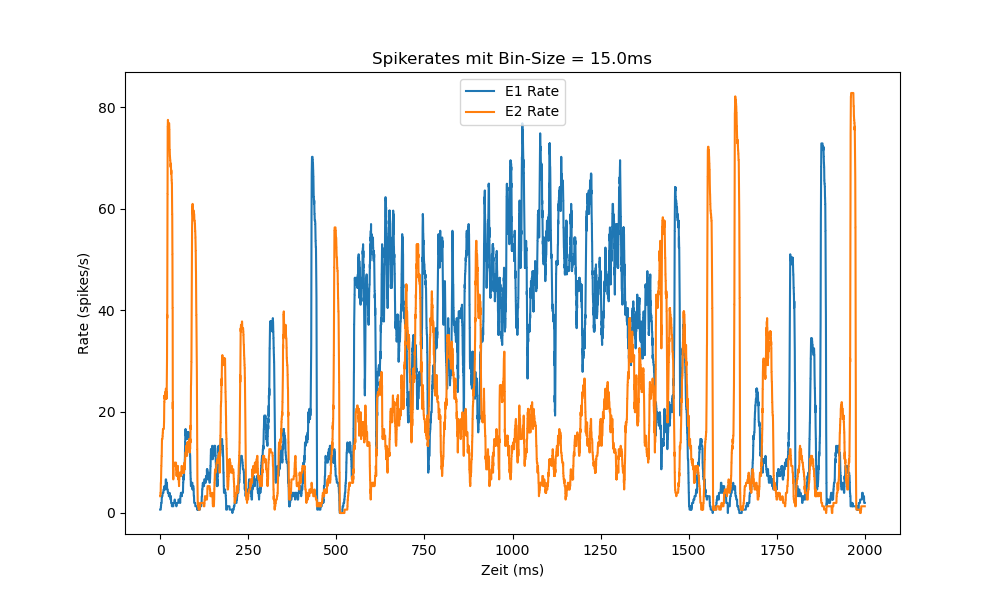 Spikerates mit Bin-Size = 15.0ms
E1 Rate
E2 Rate
Rate (spikes/s)
80
60
40
20
0
0 250 500 750 1000 1250 1500 1750 2000
Zeit (ms)